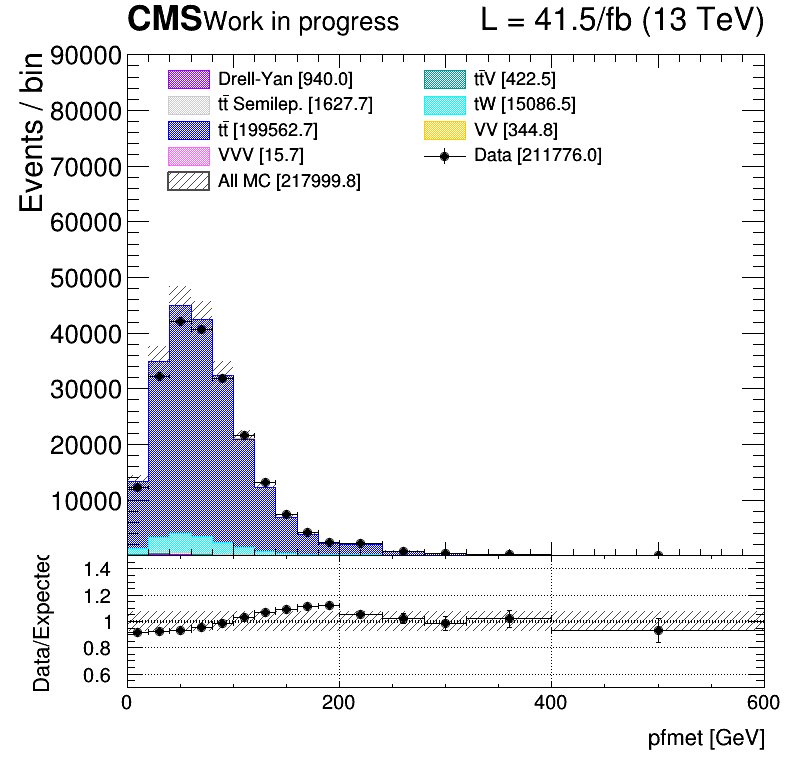 CMS Work in progress L = 41.5/fb (13 TeV)
Events / bin
90000
80000
70000
60000
50000
40000
30000
20000
10000
Drell-Yan [940.0]
tt̄ Semilep. [1627.7]
tt̄ [199562.7]
VVV [15.7]
All MC [217999.8]
tt̄V [422.5]
tW [15086.5]
VV [344.8]
Data [211776.0]
Data/Expected
1.4
1.2
1
0.8
0.6
0 200 400 600
pfmet [GeV]